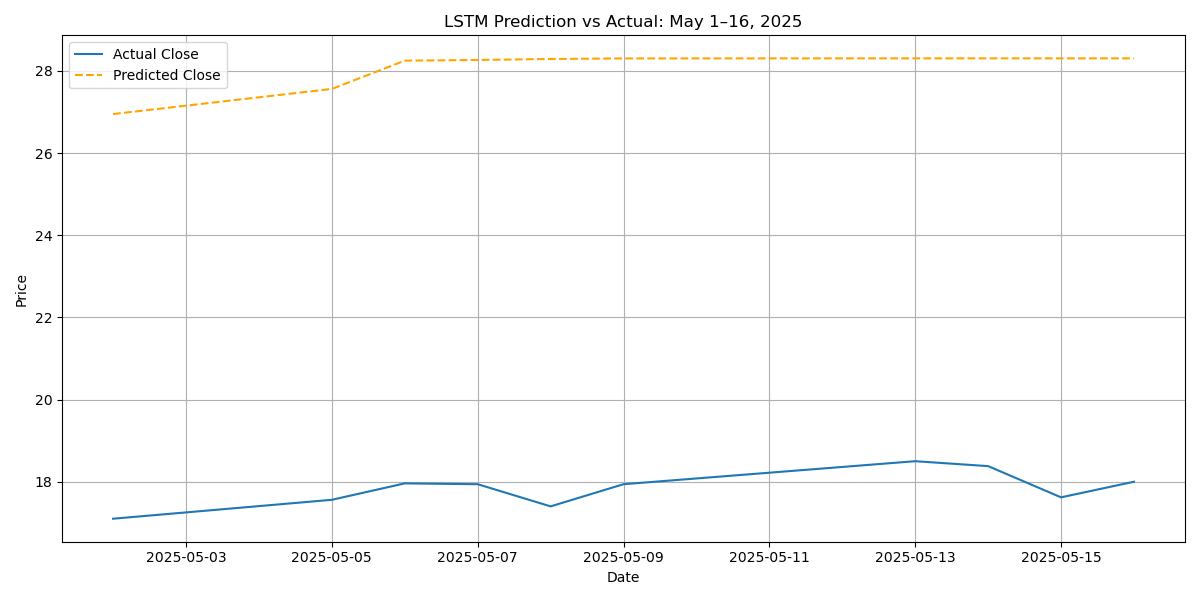 LSTM Prediction vs Actual: May 1–16, 2025
Actual Close
Predicted Close
28
26
24
22
20
18
Price
2025-05-03 2025-05-05 2025-05-07 2025-05-09 2025-05-11 2025-05-13 2025-05-15
Date